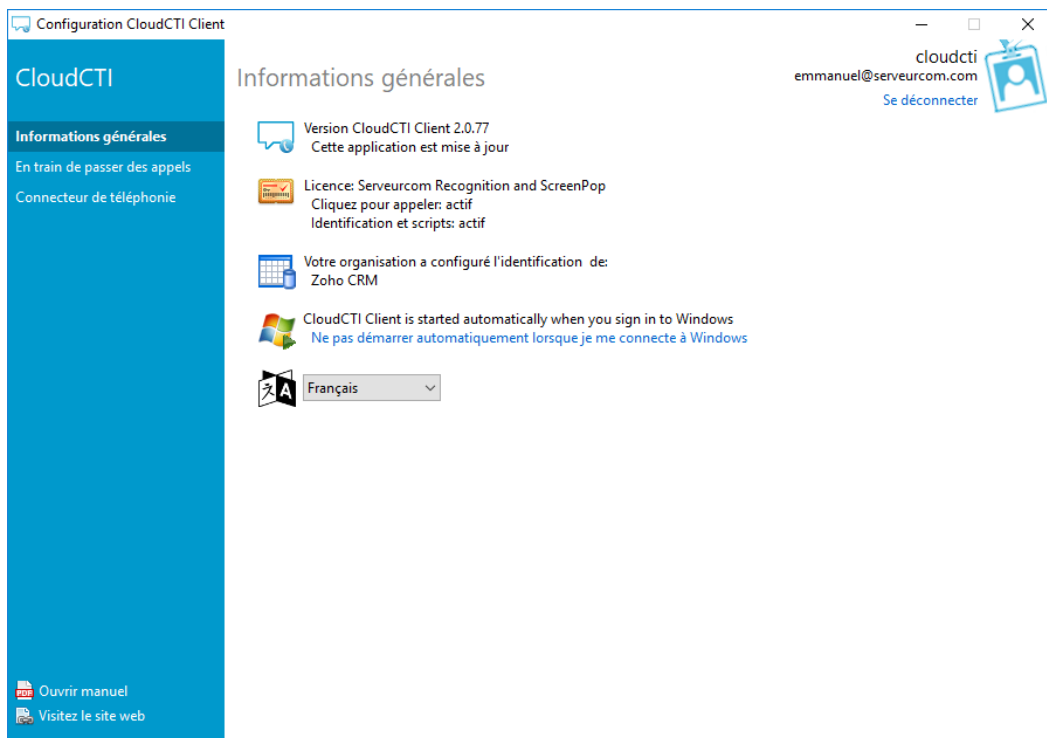 Configuration CloudCTI Client
CloudCTI
Informations générales
En train de passer des appels
Connecteur de téléphonie
Ouvrir manuel
Visitez le site web
Informations générales
cloudcti
emmanuel@serveurcom.com
Se déconnecter
Version CloudCTI Client 2.0.77
Cette application est mise à jour
Licence: Serveurcom Recognition and ScreenPop
Cliquez pour appeler: actif
Identification et scripts: actif
Votre organisation a configuré l'identification de:
Zoho CRM
CloudCTI Client is started automatically when you sign in to Windows
Ne pas démarrer automatiquement lorsque je me connecte à Windows
Français